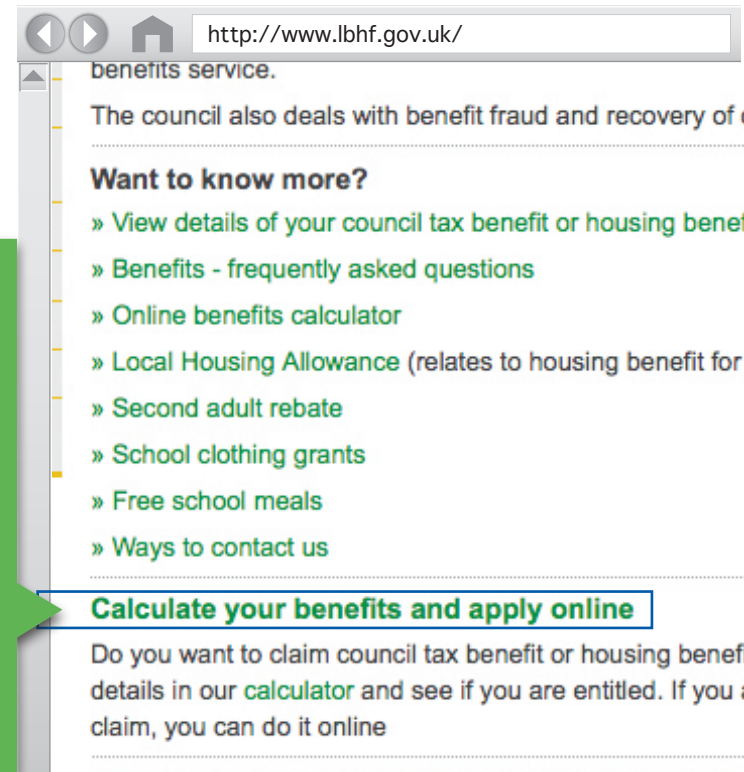 http://www.lbhf.gov.uk/
benefits service.
The council also deals with benefit fraud and recovery of
Want to know more?
» View details of your council tax benefit or housing benef
» Benefits - frequently asked questions
» Online benefits calculator
» Local Housing Allowance (relates to housing benefit for
» Second adult rebate
» School clothing grants
» Free school meals
» Ways to contact us
Calculate your benefits and apply online
Do you want to claim council tax benefit or housing benef
details in our calculator and see if you are entitled. If you
claim, you can do it online